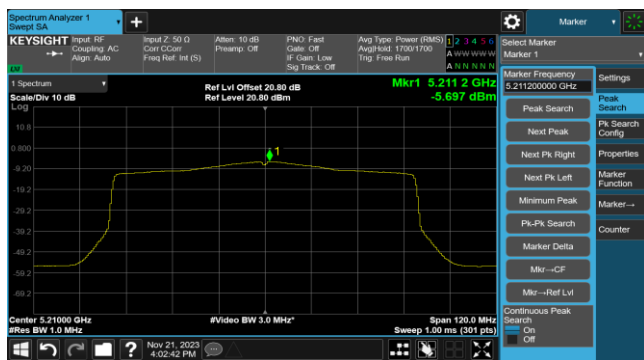 Spectrum Analyzer 1
Swept SA
Marker
KEYSIGHT
Input: RF
Coupling: AC
Align: Auto
Input Z: 50 Ω
Corr CCorr
Freq Ref: Int (S)
Atten: 10 dB
Preamp: Off
PNO: Fast
Gate: Off
IF Gain: Low
Sig Track: Off
Avg Type: Power (RMS)
Avg|Hold: 1700/1700
Trig: Free Run
1 2 3 4 5 6
A W W W W W
A N N N N N
Select Marker
Marker 1
1 Spectrum
Scale/Div 10 dB
Log
Ref Lvl Offset 20.80 dB
Ref Level 20.80 dBm
Mkr1 5.211 2 GHz
-5.697 dBm
10.8
0.800
-9.20
-19.2
-29.2
-39.2
-49.2
-59.2
1
Center 5.21000 GHz
#Res BW 1.0 MHz
#Video BW 3.0 MHz*
Span 120.0 MHz
Sweep 1.00 ms (301 pts)
Marker Frequency
5.211200000 GHz
Peak Search
Next Peak
Next Pk Right
Next Pk Left
Minimum Peak
Pk-Pk Search
Marker Delta
Mkr→CF
Mkr→Ref Lvl
Continuous Peak
Search
On
Off
Settings
Peak
Search
Pk Search
Config
Properties
Marker
Function
Marker→
Counter
?
Nov 21, 2023
4:02:42 PM